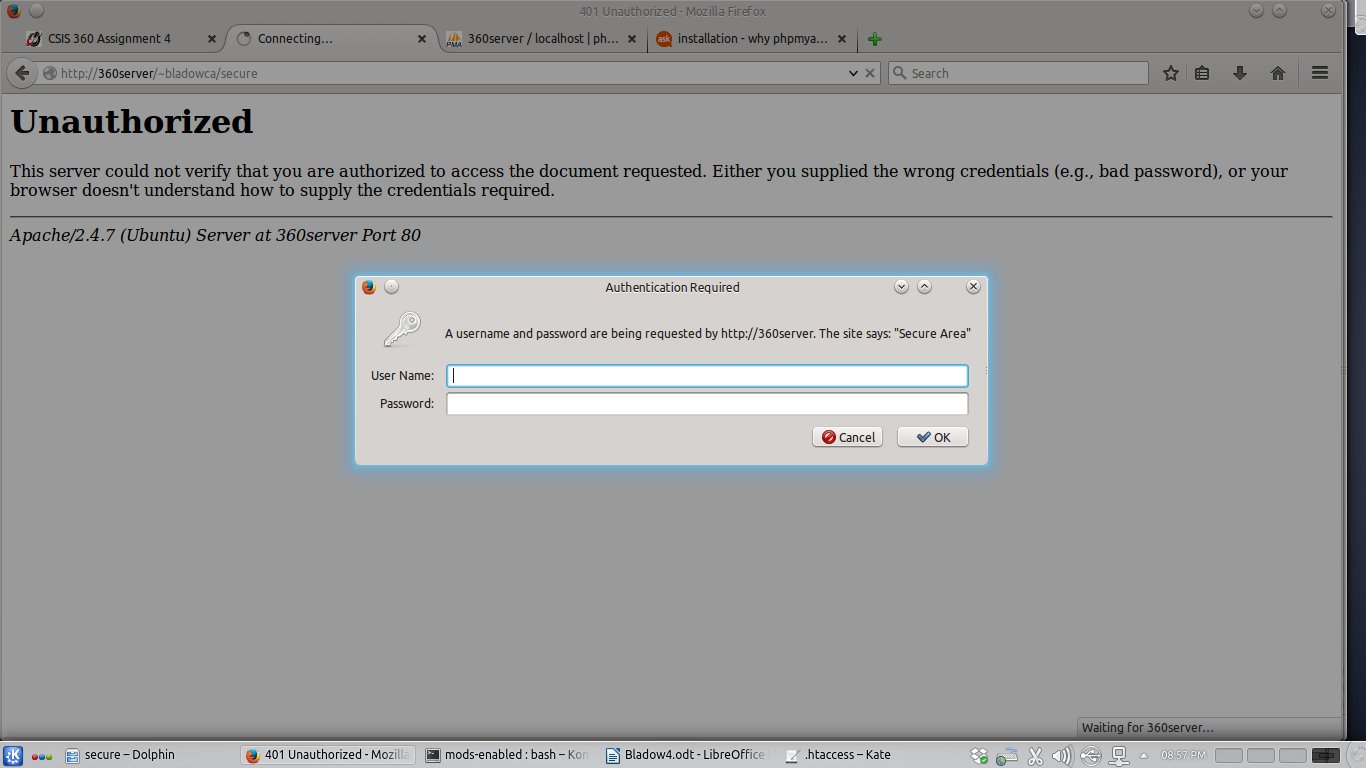 401 Unauthorized - Mozilla Firefox
CSIS 360 Assignment 4
Connecting...
PMA
360server / localhost | ph...
ask
installation - why phpmya...
http://360server/~bladowca/secure
Search
Unauthorized
This server could not verify that you are authorized to access the document requested. Either you supplied the wrong credentials (e.g., bad password), or your
browser doesn't understand how to supply the credentials required.
Apache/2.4.7 (Ubuntu) Server at 360server Port 80
Authentication Required
A username and password are being requested by http://360server. The site says: "Secure Area"
User Name:
Password:
Cancel
OK
Waiting for 360server...
secure – Dolphin
401 Unauthorized - Mozilla
mods-enabled : bash – Kon
Bladow4.odt - LibreOffice
.htaccess – Kate
08:57 PM